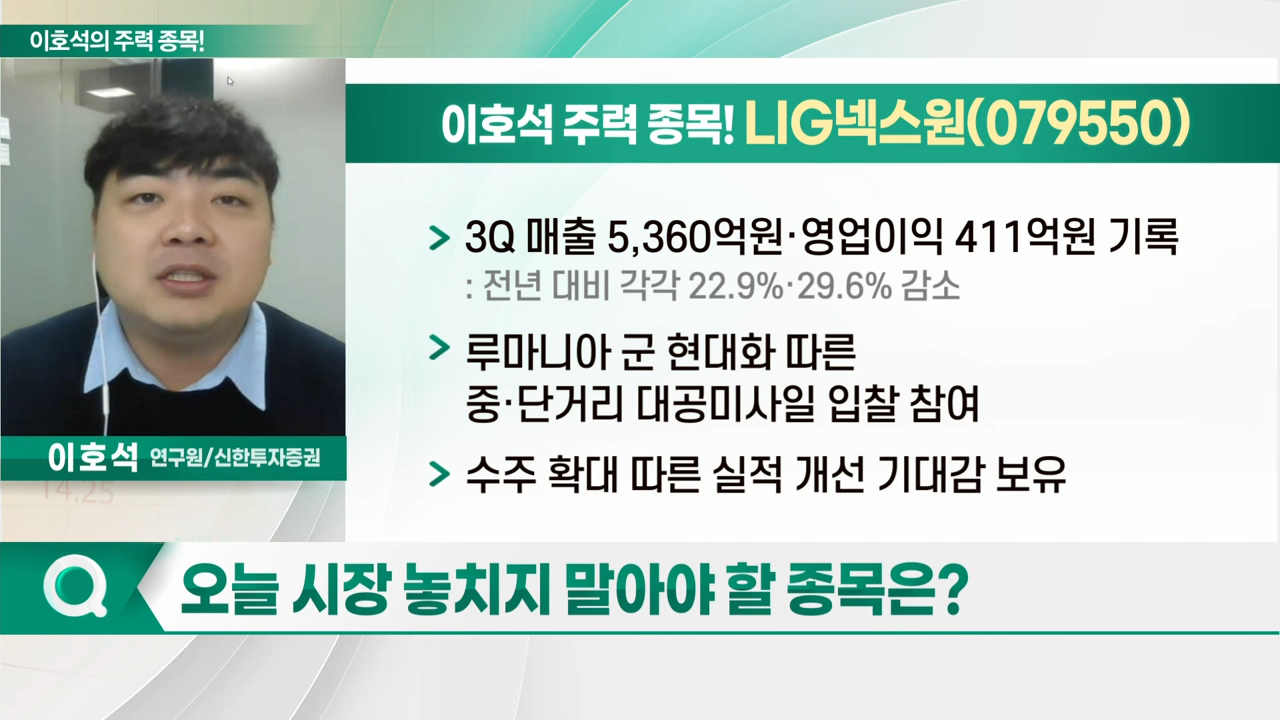 이호석의 주력 종목!
이호석 주력 종목! LIG넥스원(079550)
> 3Q 매출 5,360억원·영업이익 411억원 기록
: 전년 대비 각각 22.9%·29.6% 감소
> 루마니아 군 현대화 따른
중·단거리 대공미사일 입찰 참여
> 수주 확대 따른 실적 개선 기대감 보유
이호석 연구원/신한투자증권
14.25
오늘 시장 놓치지 말아야 할 종목은?